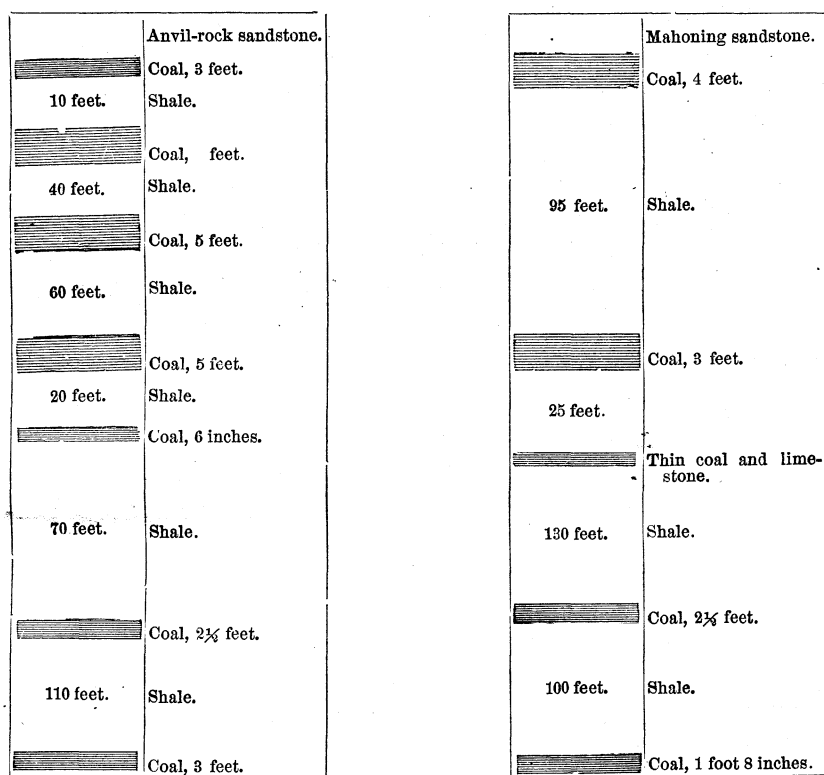 Anvil-rock sandstone.
Coal, 3 feet.
10 feet. Shale.
Coal, feet.
40 feet. Shale.
Coal, 5 feet.
60 feet. Shale.
Coal, 5 feet.
20 feet. Shale.
Coal, 6 inches.
70 feet. Shale.
Coal, 2½ feet.
110 feet. Shale.
Coal, 3 feet.
Mahoning sandstone.
Coal, 4 feet.
95 feet. Shale.
Coal, 3 feet.
25 feet.
Thin coal and lime-
stone.
130 feet. Shale.
Coal, 2½ feet.
100 feet. Shale.
Coal, 1 foot 8 inches.